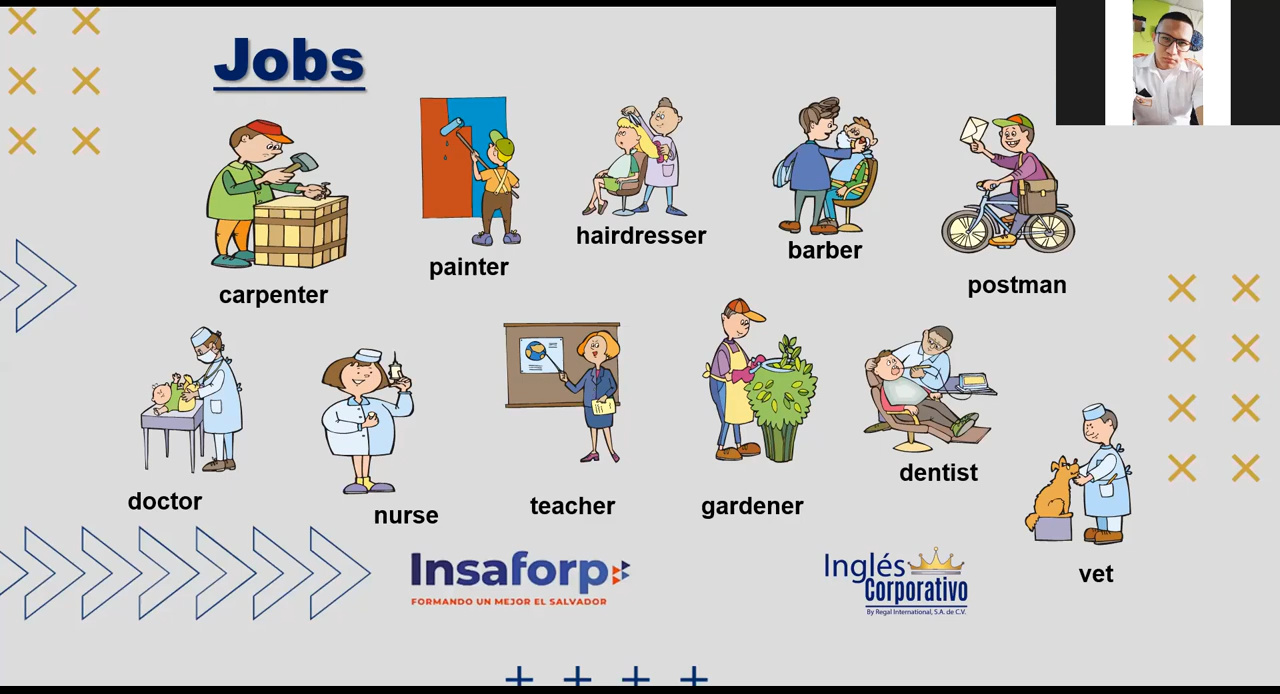 Jobs
carpenter
painter
hairdresser
barber
postman
doctor
nurse
teacher
gardener
dentist
vet
Insaforp
FORMANDO UN MEJOR EL SALVADOR
Inglés
Corporativo
By Regal International, S.A. de C.V.